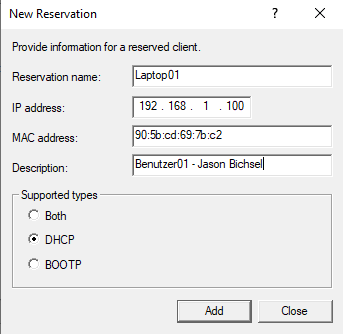 New Reservation
Provide information for a reserved client.
Reservation name: Laptop01
IP address: 192 . 168 . 1 . 100
MAC address: 90:5b:cd:69:7b:c2
Description: Benutzer01 - Jason Bichsel
Supported types
Both
DHCP
BOOTP
Add Close